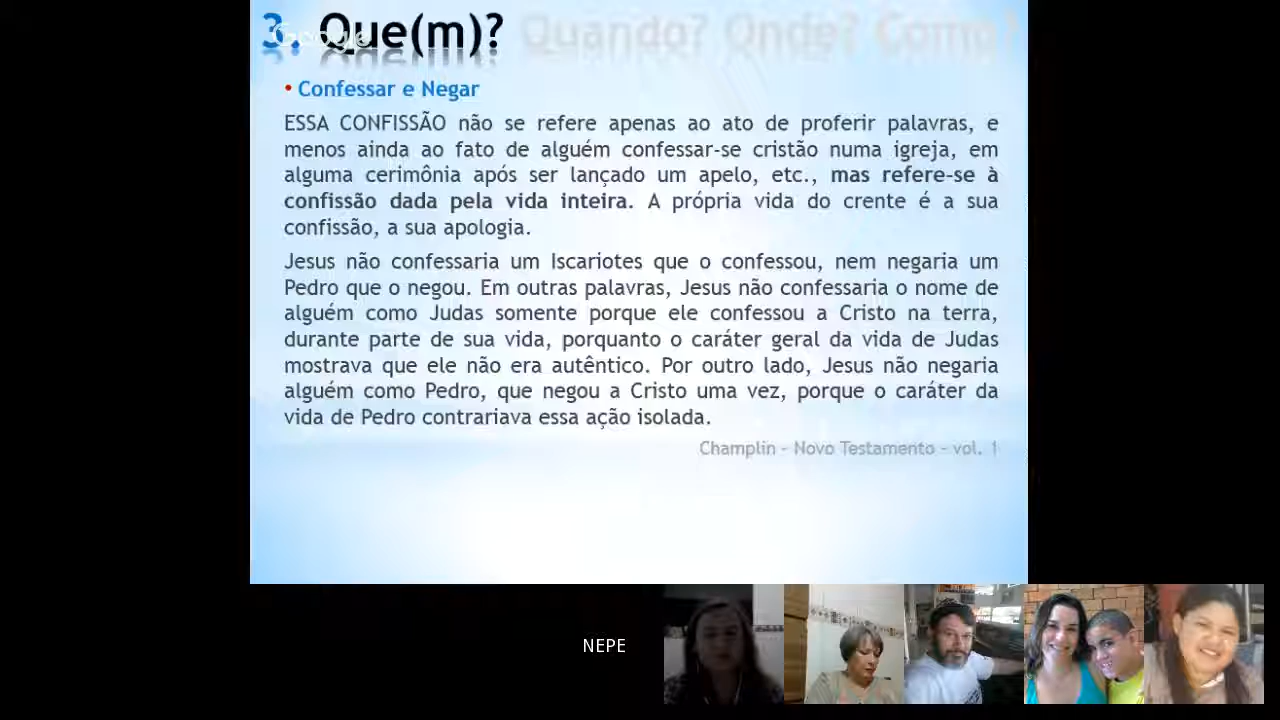 3. Que(m)? Quando? Onde? Como?
Google
• Confessar e Negar
ESSA CONFISSÃO não se refere apenas ao ato de proferir palavras, e
menos ainda ao fato de alguém confessar-se cristão numa igreja, em
alguma cerimônia após ser lançado um apelo, etc., mas refere-se à
confissão dada pela vida inteira. A própria vida do crente é a sua
confissão, a sua apologia.
Jesus não confessaria um Iscariotes que o confessou, nem negaria um
Pedro que o negou. Em outras palavras, Jesus não confessaria o nome de
alguém como Judas somente porque ele confessou a Cristo na terra,
durante parte de sua vida, porquanto o caráter geral da vida de Judas
mostrava que ele não era autêntico. Por outro lado, Jesus não negaria
alguém como Pedro, que negou a Cristo uma vez, porque o caráter da
vida de Pedro contrariava essa ação isolada.
Champlin - Novo Testamento - vol. 1
NEPE